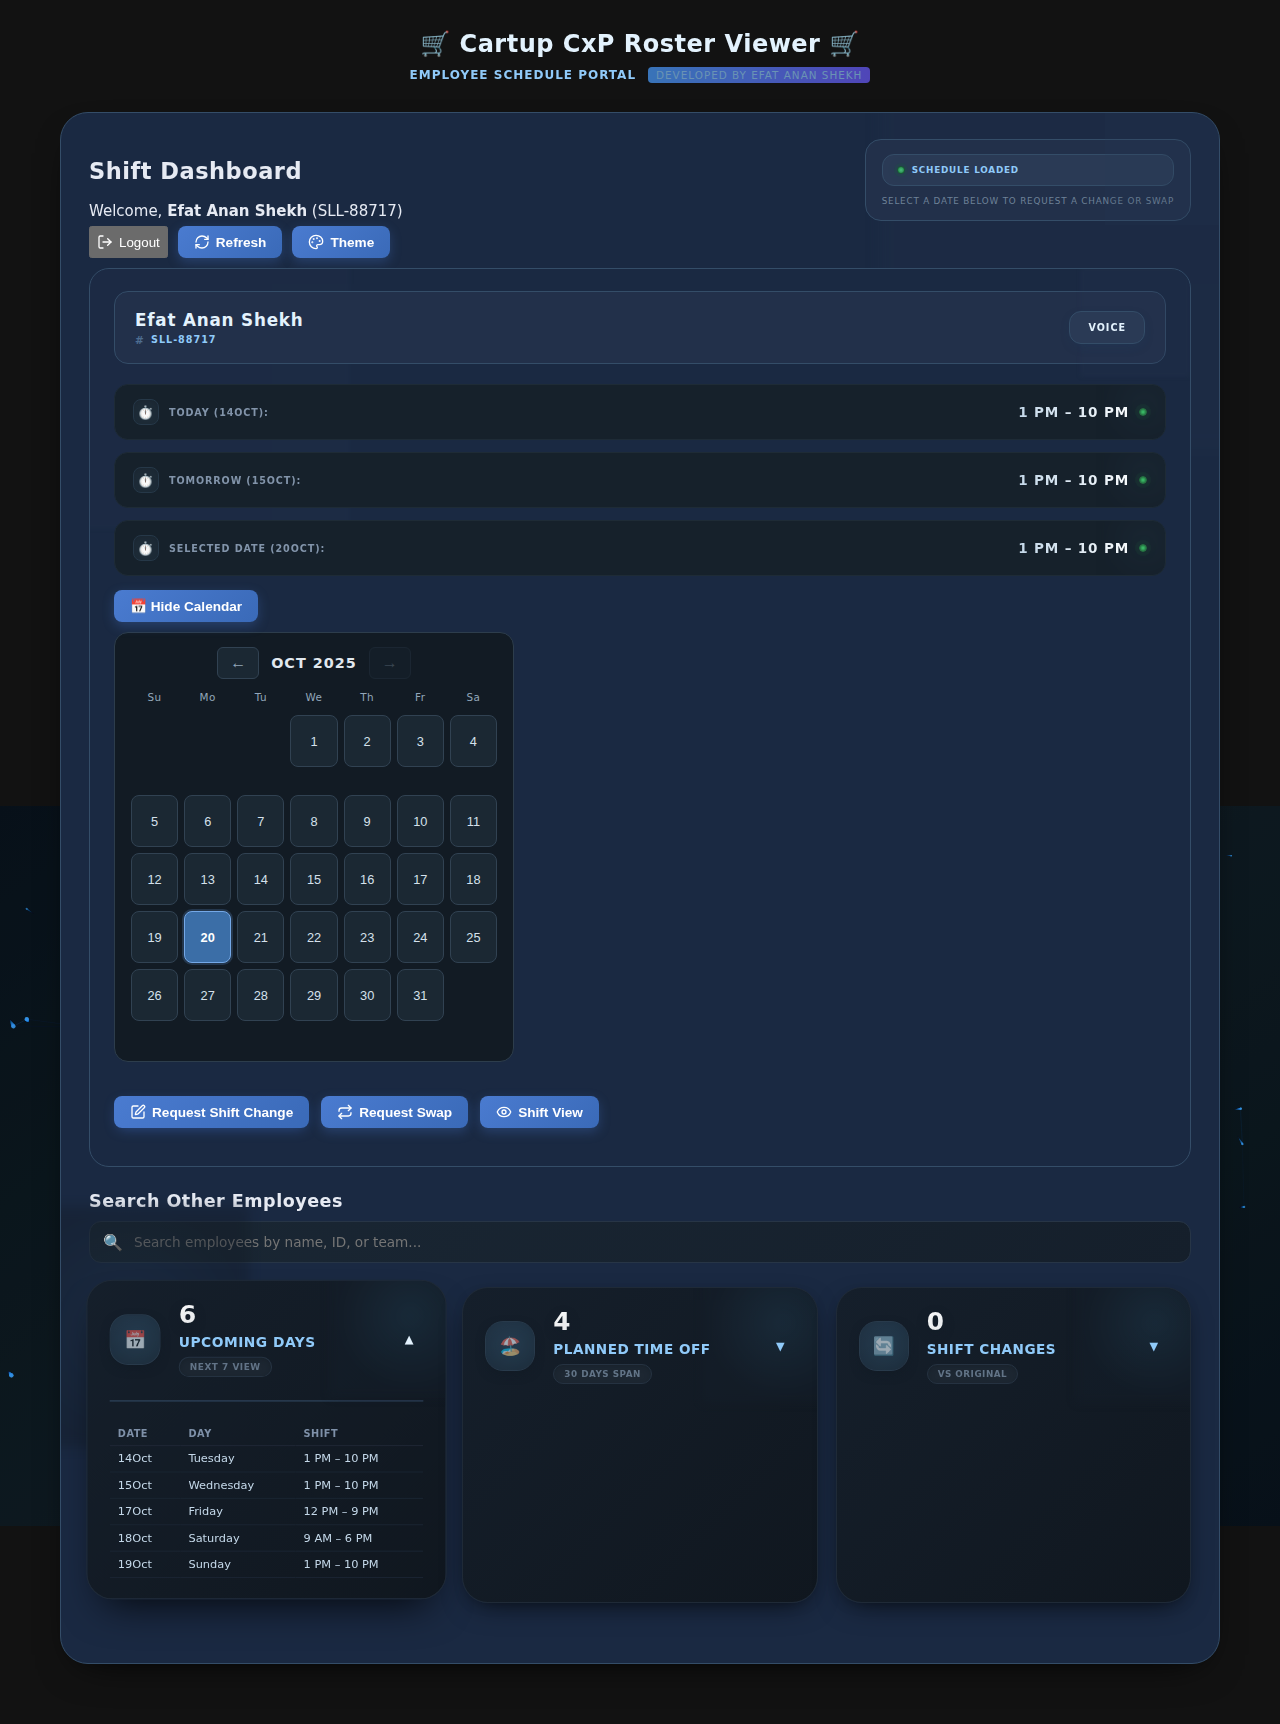 🛒 Cartup CxP Roster Viewer 🛒
EMPLOYEE SCHEDULE PORTAL DEVELOPED BY EFAT ANAN SHEKH
Shift Dashboard
SCHEDULE LOADED
SELECT A DATE BELOW TO REQUEST A CHANGE OR SWAP
Welcome, Efat Anan Shekh (SLL-88717)
Logout Refresh Theme
Efat Anan Shekh
# SLL-88717
VOICE
TODAY (14OCT): 1 PM – 10 PM
TOMORROW (15OCT): 1 PM – 10 PM
SELECTED DATE (20OCT): 1 PM – 10 PM
📅 Hide Calendar
← OCT 2025 →
Su Mo Tu We Th Fr Sa
1 2 3 4
5 6 7 8 9 10 11
12 13 14 15 16 17 18
19 20 21 22 23 24 25
26 27 28 29 30 31
Request Shift Change Request Swap Shift View
Search Other Employees
🔍 Search employees by name, ID, or team...
6
UPCOMING DAYS ▲
NEXT 7 VIEW
DATE DAY SHIFT
14Oct Tuesday 1 PM – 10 PM
15Oct Wednesday 1 PM – 10 PM
17Oct Friday 12 PM – 9 PM
18Oct Saturday 9 AM – 6 PM
19Oct Sunday 1 PM – 10 PM
4
PLANNED TIME OFF ▼
30 DAYS SPAN
0
SHIFT CHANGES ▼
VS ORIGINAL